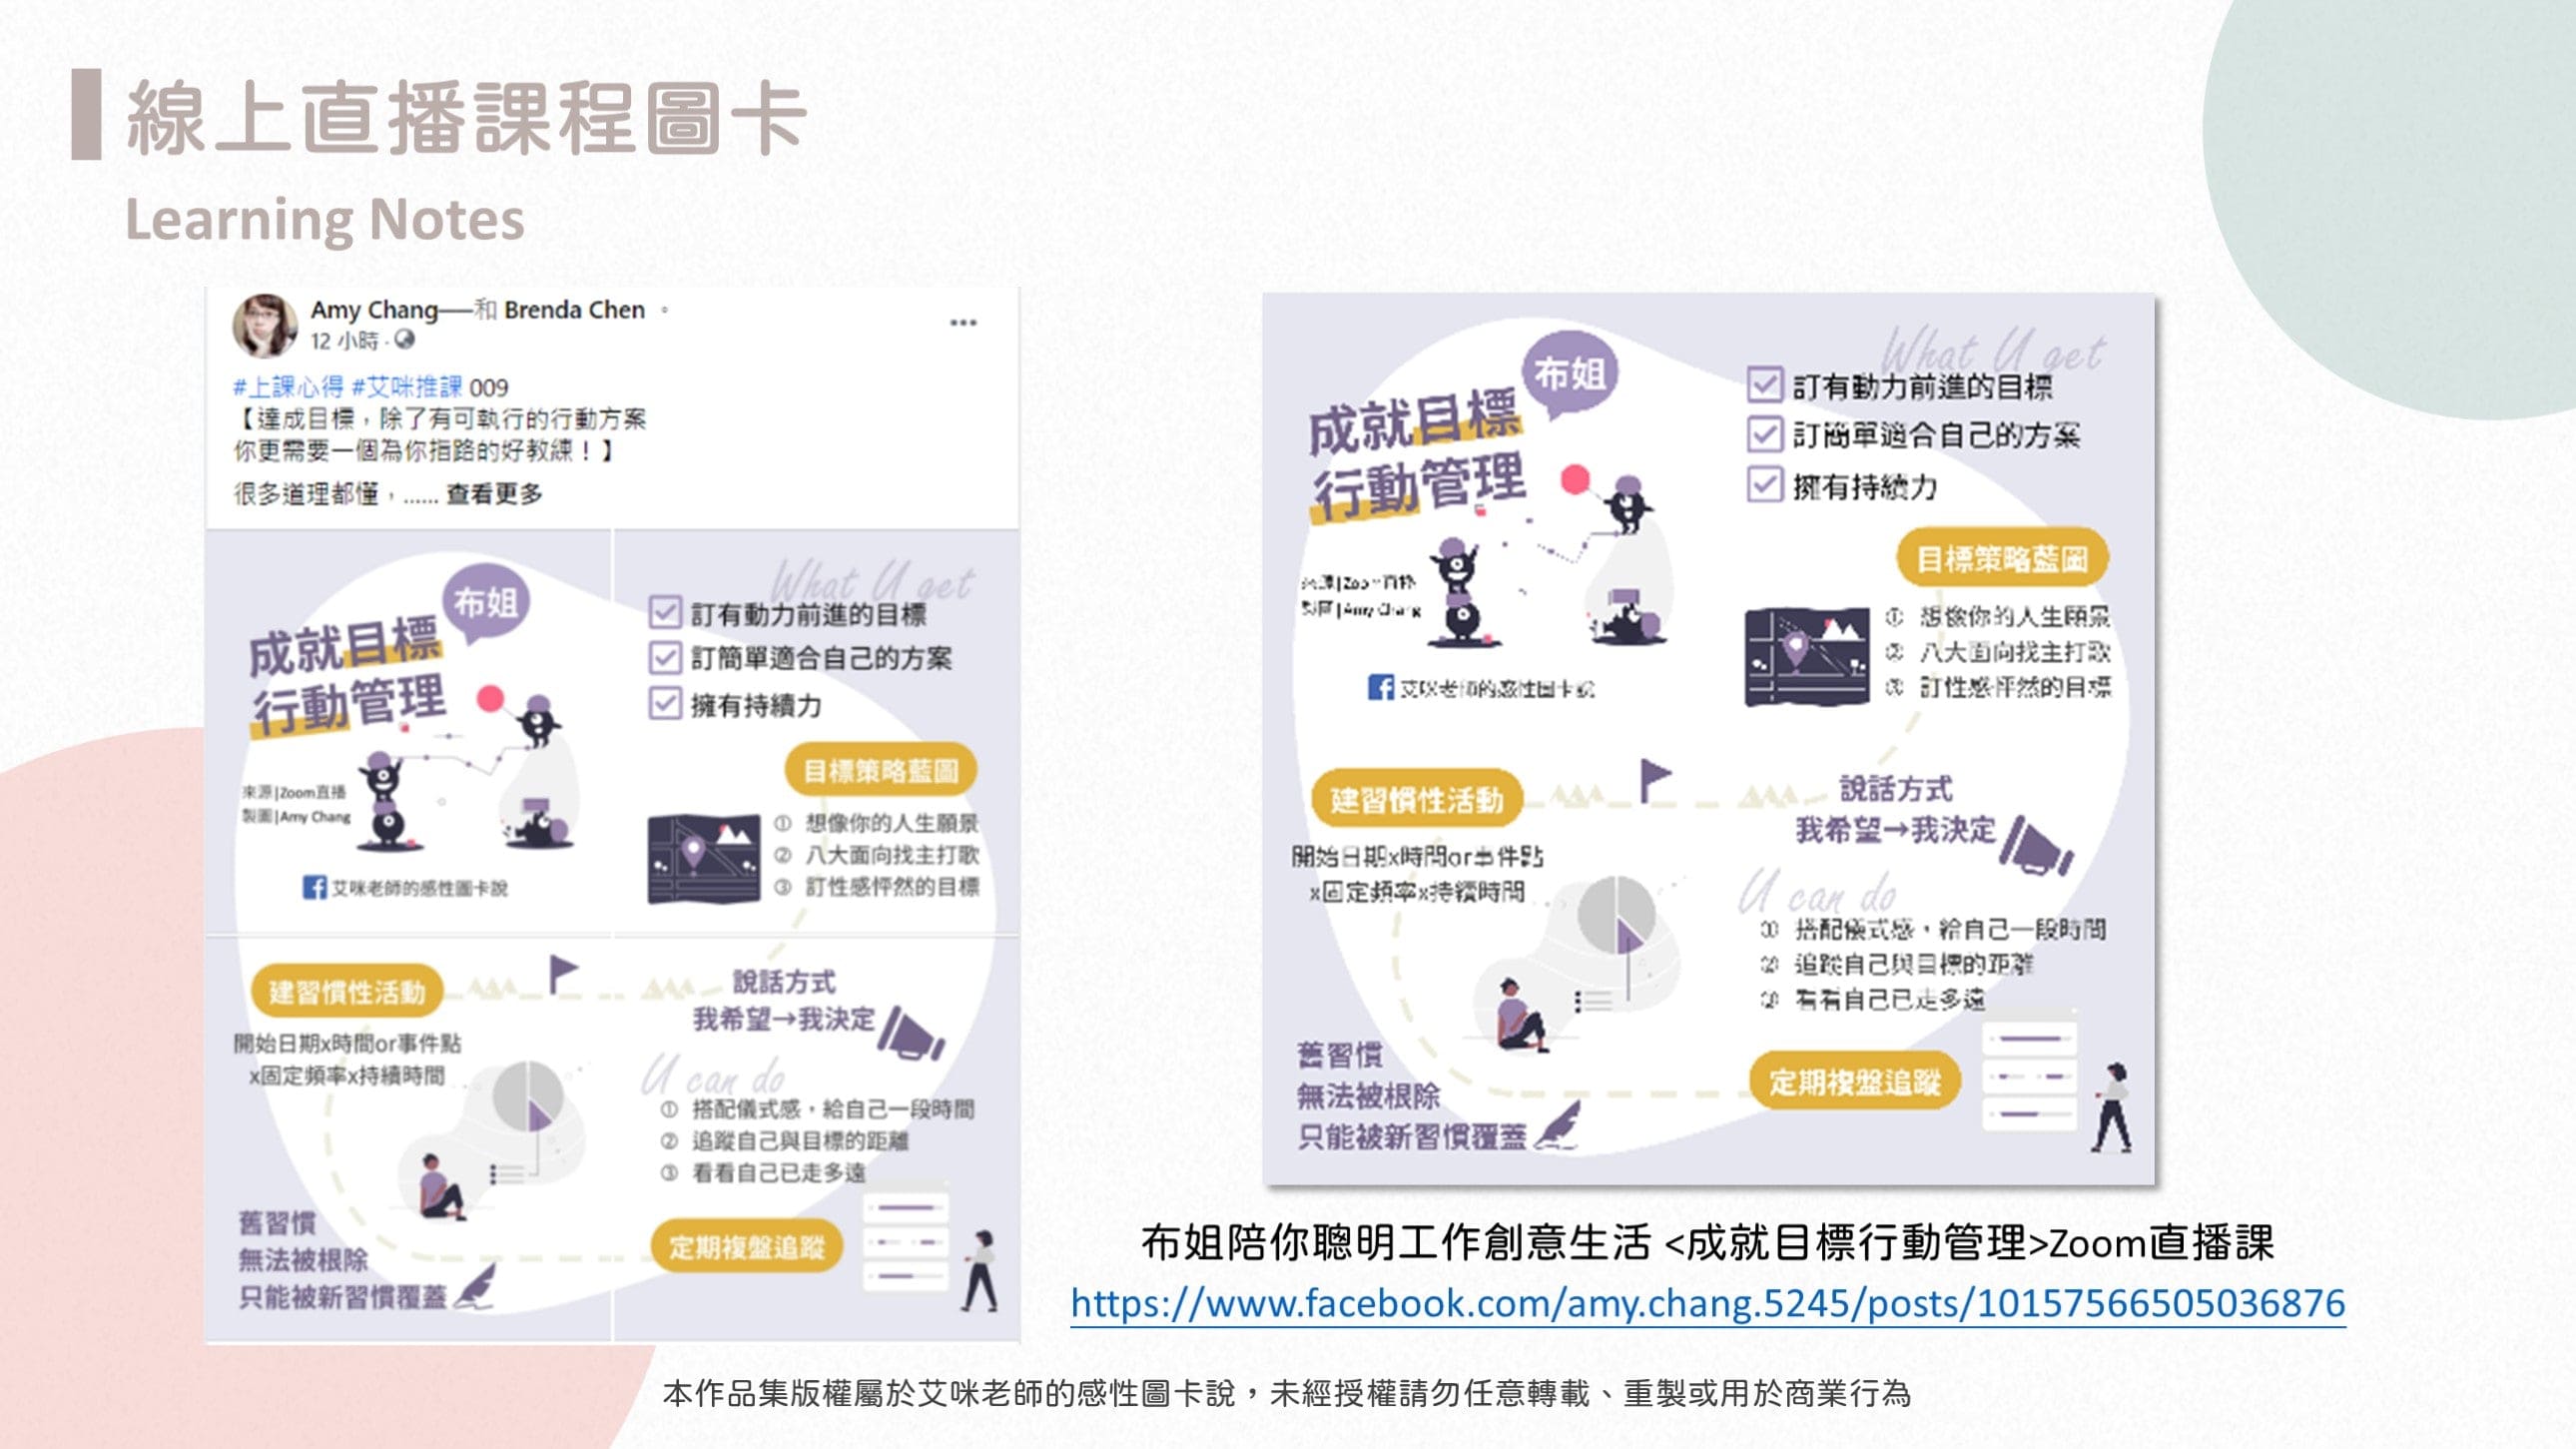 線上直播課程圖卡
Learning Notes
Amy Chang──和 Brenda Chen 。
12 小時 ·
#上課心得 #艾咪推課 009
【達成目標，除了有可執行的行動方案
你更需要一個為你指路的好教練！】
很多道理都懂，...... 查看更多
布姐
成就目標
行動管理
來源|Zoom直播
製圖|Amy Chang
艾咪老師的感性圖卡說
What U get
訂有動力前進的目標
訂簡單適合自己的方案
擁有持續力
目標策略藍圖
① 想像你的人生願景
② 八大面向找主打歌
③ 訂性感怦然的目標
建習慣性活動
開始日期x時間or事件點
x固定頻率x持續時間
舊習慣
無法被根除
只能被新習慣覆蓋
說話方式
我希望→我決定
U can do
① 搭配儀式感，給自己一段時間
② 追蹤自己與目標的距離
③ 看看自己已走多遠
定期複盤追蹤
布姐
成就目標
行動管理
來源|Zoom直播
製圖|Amy Chang
艾咪老師的感性圖卡說
What U get
訂有動力前進的目標
訂簡單適合自己的方案
擁有持續力
目標策略藍圖
① 想像你的人生願景
② 八大面向找主打歌
③ 訂性感怦然的目標
建習慣性活動
開始日期x時間or事件點
x固定頻率x持續時間
舊習慣
無法被根除
只能被新習慣覆蓋
說話方式
我希望→我決定
U can do
① 搭配儀式感，給自己一段時間
② 追蹤自己與目標的距離
③ 看看自己已走多遠
定期複盤追蹤
布姐陪你聰明工作創意生活 <成就目標行動管理>Zoom直播課
https://www.facebook.com/amy.chang.5245/posts/10157566505036876
本作品集版權屬於艾咪老師的感性圖卡說，未經授權請勿任意轉載、重製或用於商業行為